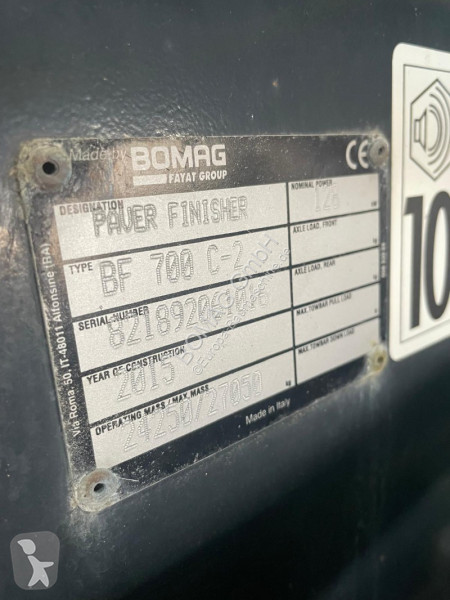 Made by BOMAG
FAYAT GROUP
CE
DESIGNATION PAVER FINISHER
NOMINAL POWER 126
TYPE BF 700 C-2
AXLE LOAD, FRONT
SERIAL NUMBER
AXLE LOAD, REAR
YEAR OF CONSTRUCTION 2015
MAX. TOWBAR PULL LOAD
OPERATING MASS / MAX. MASS 24250/27050 kg
MAX. TOWBAR DOWN LOAD
Made in Italy
Via Roma, 50, IT-48011 Alfonsine (RA)
10